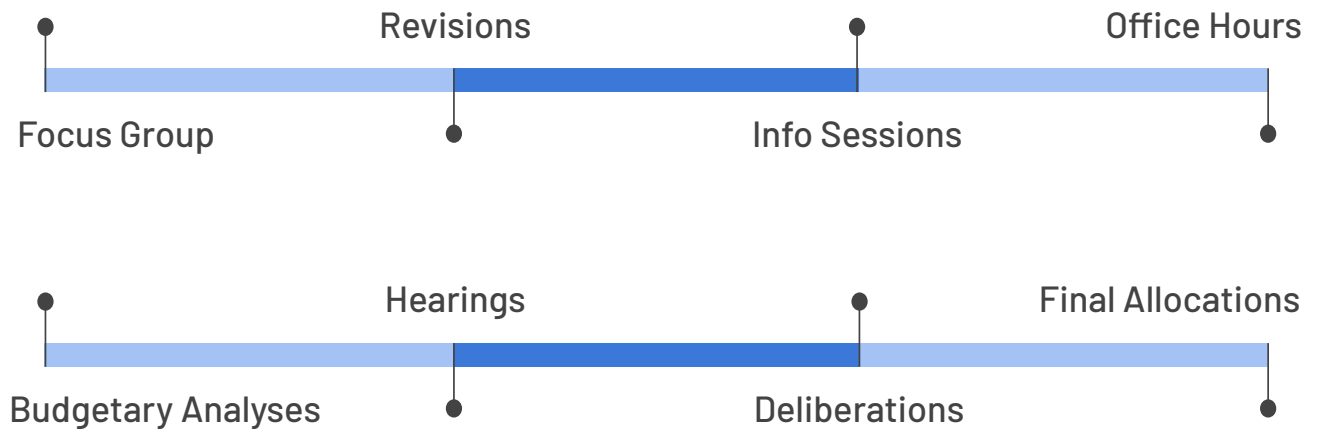 Revisions
Office Hours
Focus Group
Info Sessions
Hearings
Final Allocations
Budgetary Analyses
Deliberations